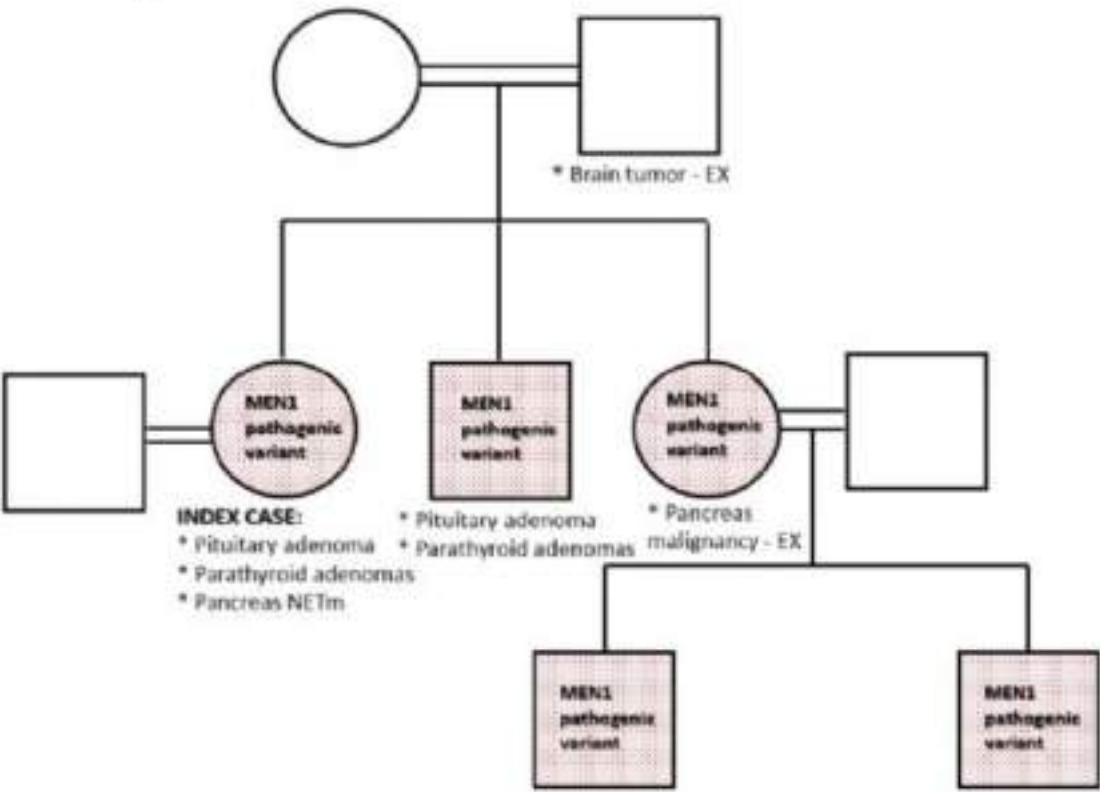 * Brain tumor - EX
MEN1
pathogenic
variant
MEN1
pathogenic
variant
MEN1
pathogenic
variant
INDEX CASE:
* Pituitary adenoma
* Parathyroid adenomas
* Pancreas NETm
* Pituitary adenoma
* Parathyroid adenomas
* Pancreas
malignancy - EX
MEN1
pathogenic
variant
MEN1
pathogenic
variant